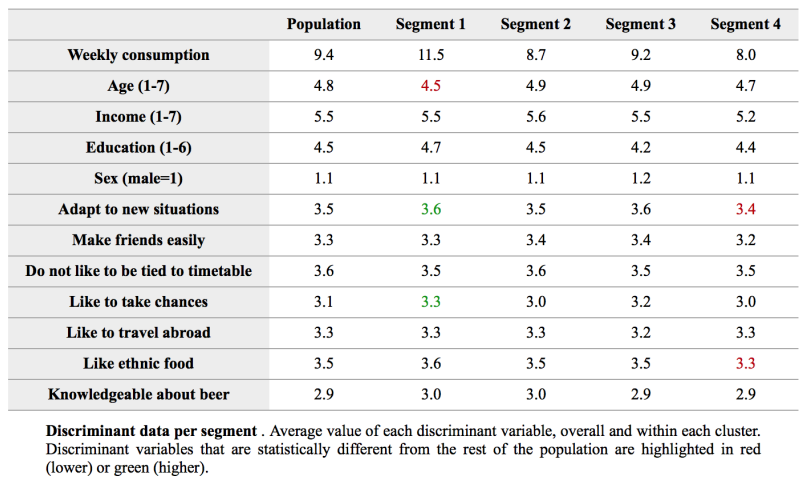 Population Segment 1 Segment 2 Segment 3 Segment 4
Weekly consumption 9.4 11.5 8.7 9.2 8.0
Age (1-7) 4.8 4.5 4.9 4.9 4.7
Income (1-7) 5.5 5.5 5.6 5.5 5.2
Education (1-6) 4.5 4.7 4.5 4.2 4.4
Sex (male=1) 1.1 1.1 1.1 1.2 1.1
Adapt to new situations 3.5 3.6 3.5 3.6 3.4
Make friends easily 3.3 3.3 3.4 3.4 3.2
Do not like to be tied to timetable 3.6 3.5 3.6 3.5 3.5
Like to take chances 3.1 3.3 3.0 3.2 3.0
Like to travel abroad 3.3 3.3 3.3 3.2 3.3
Like ethnic food 3.5 3.6 3.5 3.5 3.3
Knowledgeable about beer 2.9 3.0 3.0 2.9 2.9
Discriminant data per segment . Average value of each discriminant variable, overall and within each cluster.
Discriminant variables that are statistically different from the rest of the population are highlighted in red
(lower) or green (higher).